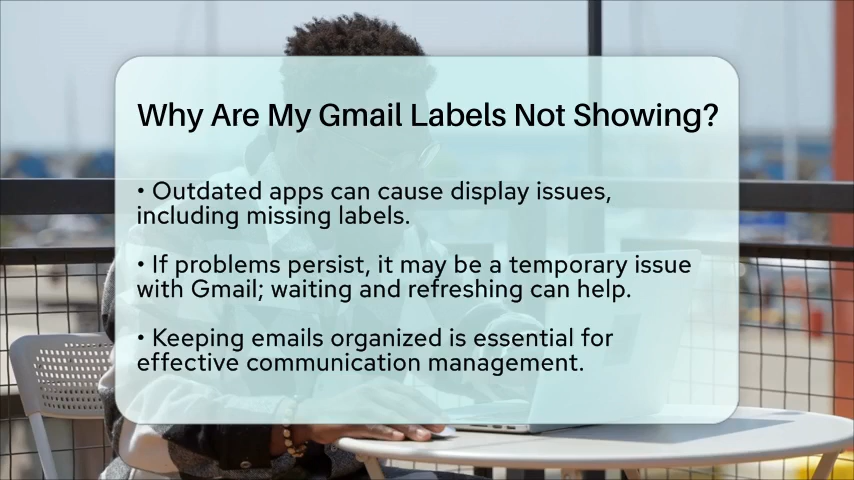 Why Are My Gmail Labels Not Showing?
• Outdated apps can cause display issues,
including missing labels.
• If problems persist, it may be a temporary issue
with Gmail; waiting and refreshing can help.
• Keeping emails organized is essential for
effective communication management.